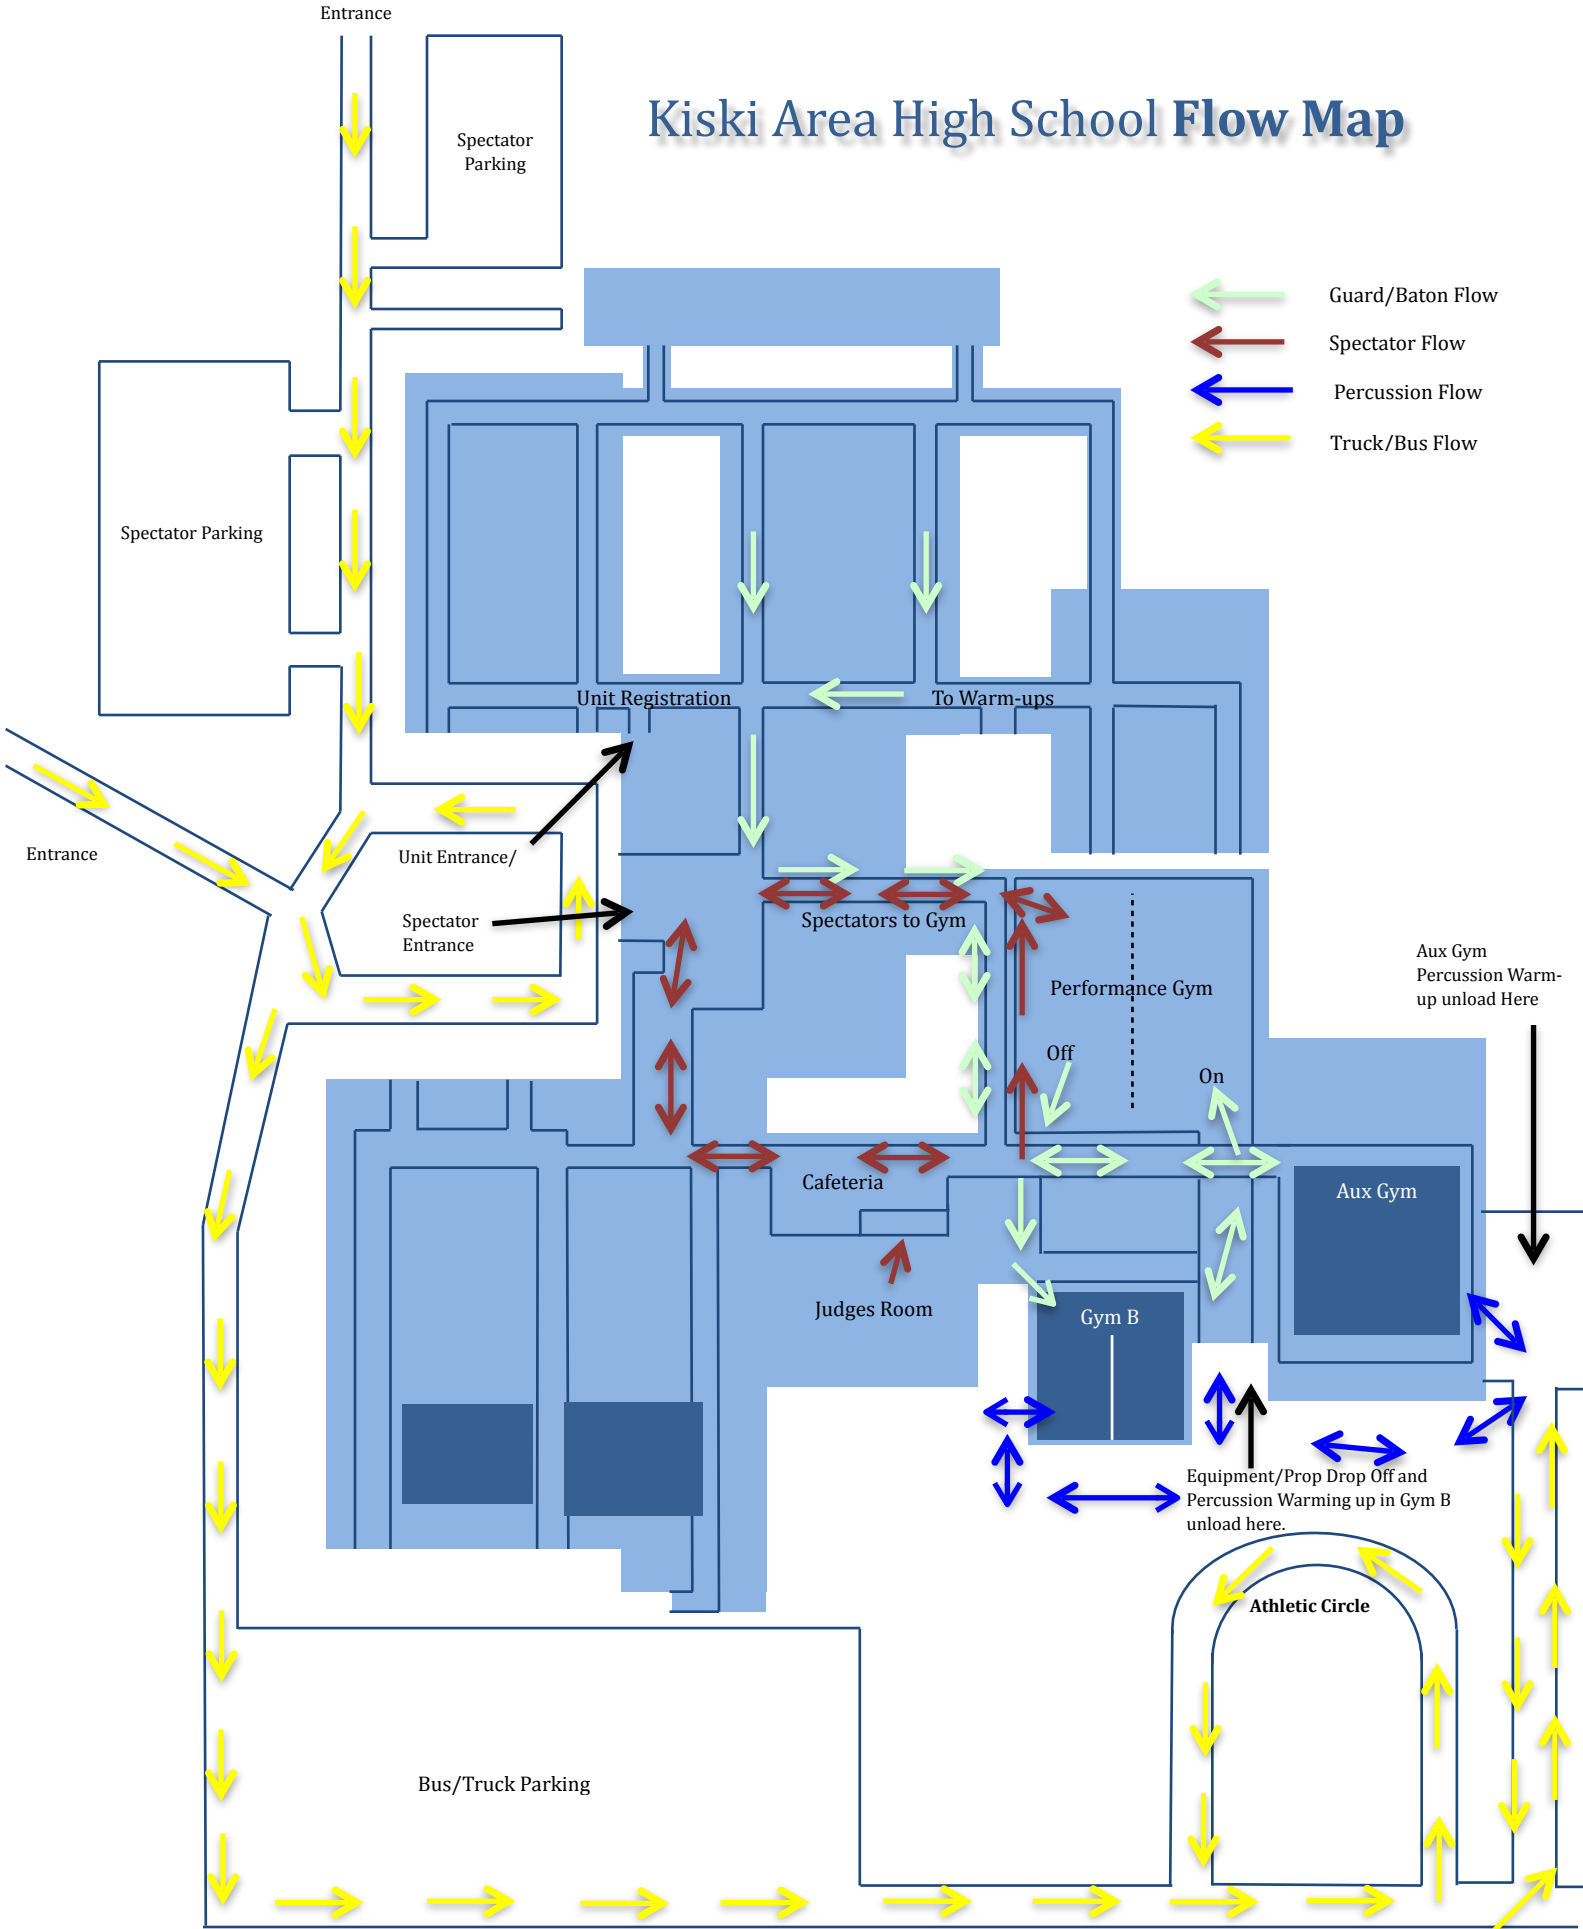 Entrance
Kiski Area High School Flow Map
Spectator
Parking
Guard/Baton Flow
Spectator Flow
Percussion Flow
Truck/Bus Flow
Spectator Parking
Unit Registration
To Warm-ups
Entrance
Unit Entrance/
Spectator
Entrance
Spectators to Gym
Performance Gym
Off
On
Aux Gym
Percussion Warm-
up unload Here
Cafeteria
Aux Gym
Judges Room
Gym B
Equipment/Prop Drop Off and
Percussion Warming up in Gym B
unload here.
Athletic Circle
Bus/Truck Parking